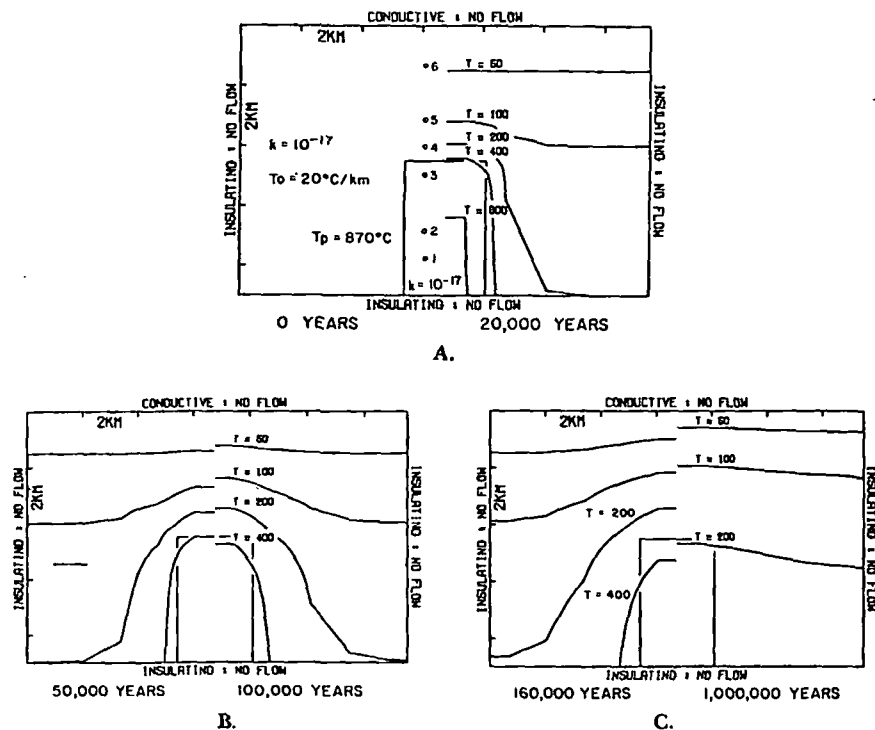 CONDUCTIVE : NO FLOW
2KM
6 T = 50
INSULATING : NO FLOW
2KM
5 T = 100
k = 10⁻¹⁷
T = 200
4 T = 400
To = 20°C/km
3
T = 600
Tp = 870°C
2
1
k = 10⁻¹⁷
INSULATING : NO FLOW
INSULATING : NO FLOW
0 YEARS 20,000 YEARS
A.
CONDUCTIVE : NO FLOW
2KM
T = 50
INSULATING : NO FLOW
2KM
T = 100
T = 200
T = 400
INSULATING : NO FLOW
INSULATING : NO FLOW
50,000 YEARS 100,000 YEARS
B.
CONDUCTIVE : NO FLOW
2KM
T = 50
INSULATING : NO FLOW
2KM
T = 100
T = 200
T = 200
T = 400
INSULATING : NO FLOW
INSULATING : NO FLOW
160,000 YEARS 1,000,000 YEARS
C.